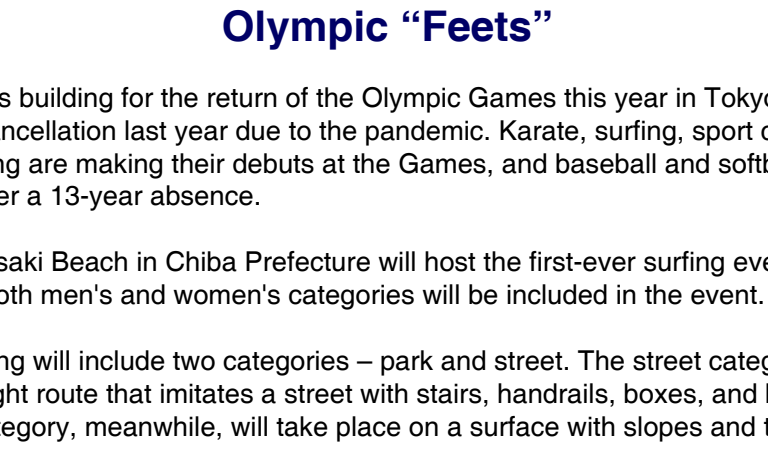 Olympic “Feets”
s building for the return of the Olympic Games this year in Tokyo
ncellation last year due to the pandemic. Karate, surfing, sport c
ng are making their debuts at the Games, and baseball and softb
er a 13-year absence.
saki Beach in Chiba Prefecture will host the first-ever surfing eve
oth men's and women's categories will be included in the event.
ng will include two categories – park and street. The street categ
ght route that imitates a street with stairs, handrails, boxes, and
tegory, meanwhile, will take place on a surface with slopes and t